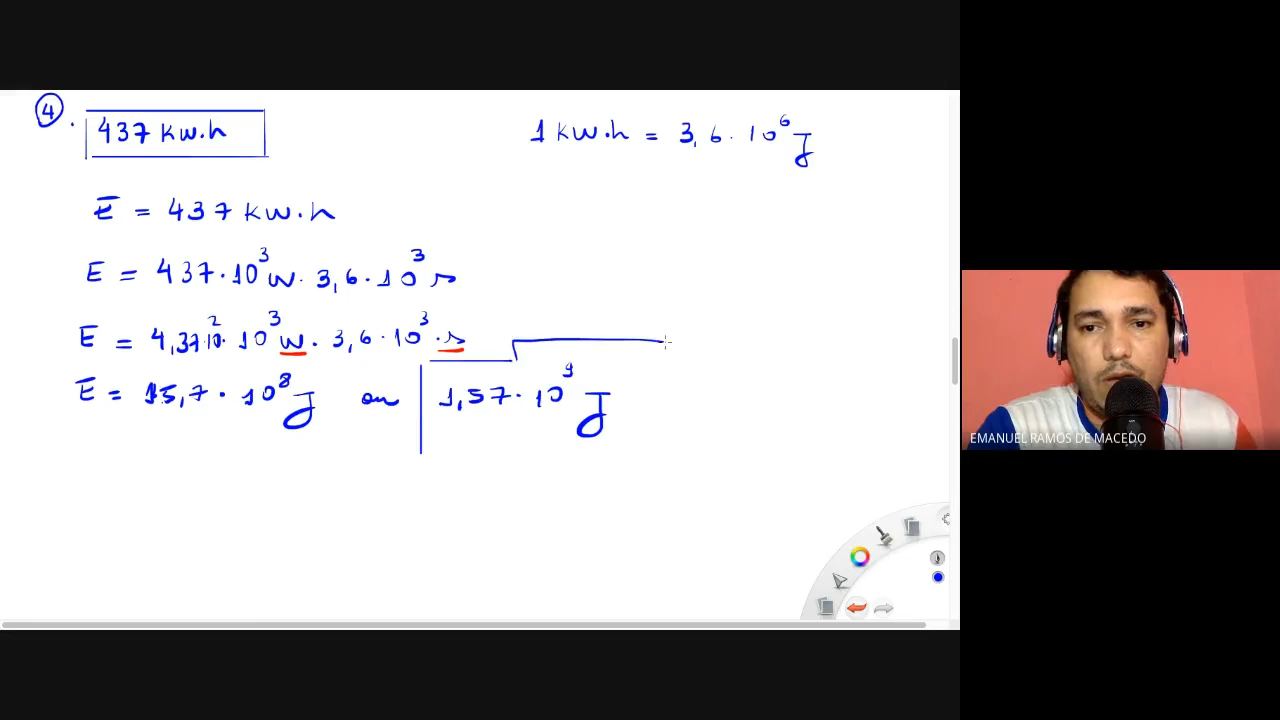 4. 437 kw.h
1 kw.h = 3,6 · 10⁶ J
E = 437 kw.h
E = 437 · 10³ w · 3,6 · 10³ s
E = 4,37·10² · 10³ w · 3,6 · 10³ · s
E = 15,7 · 10⁸ J ou 1,57 · 10⁹ J
EMANUEL RAMOS DE MACEDO